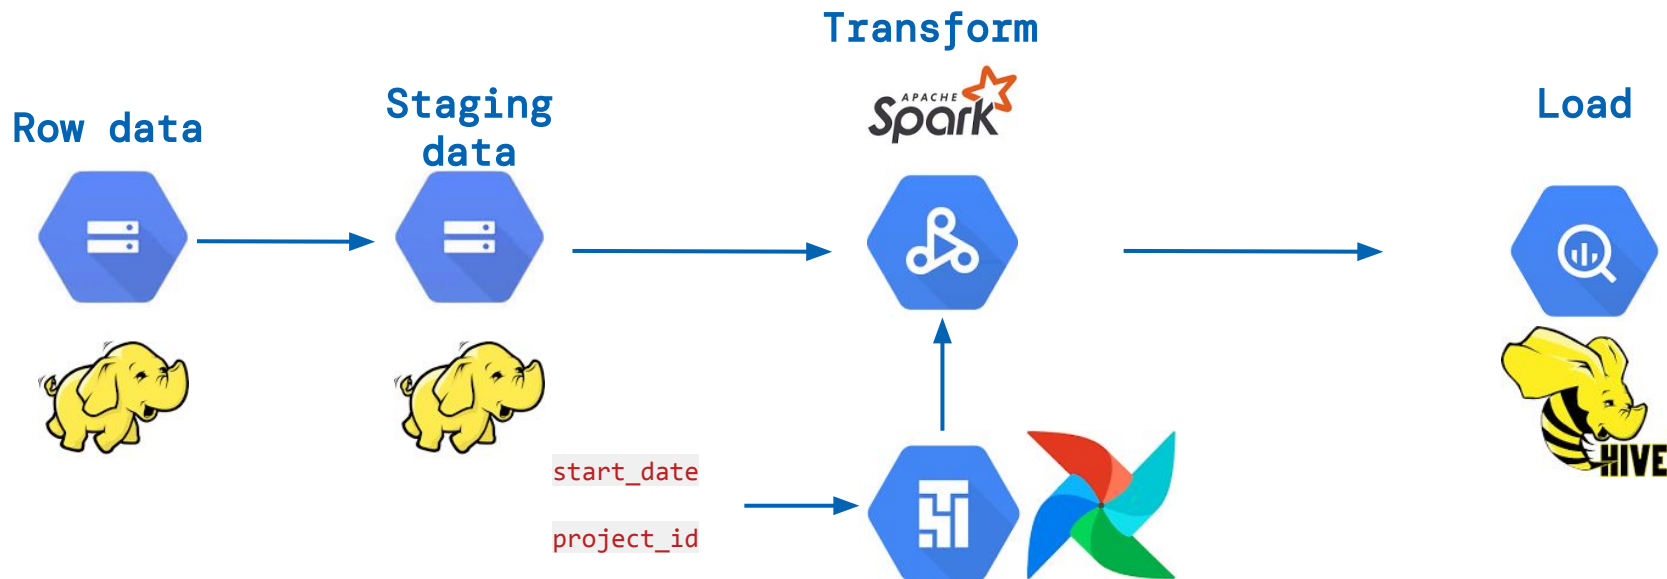 Transform
APACHE
Spark
Row data
Staging
data
Load
HIVE
start_date
project_id